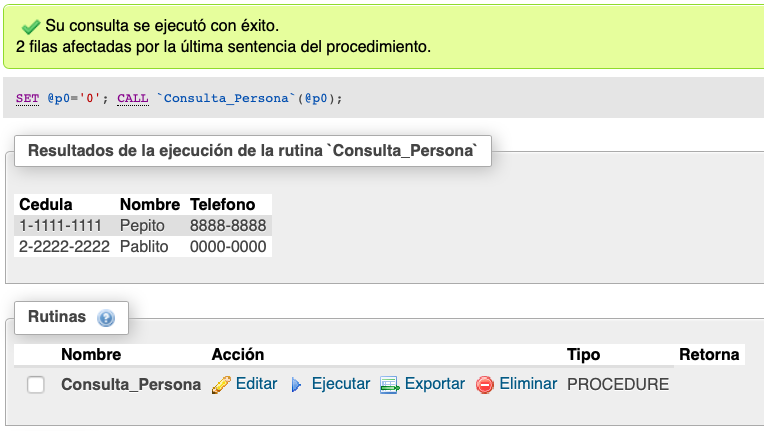 Su consulta se ejecutó con éxito.
2 filas afectadas por la última sentencia del procedimiento.
SET @p0='0'; CALL `Consulta_Persona`(@p0);
Resultados de la ejecución de la rutina `Consulta_Persona`
Cedula Nombre Telefono
1-1111-1111 Pepito 8888-8888
2-2222-2222 Pablito 0000-0000
Rutinas
Nombre Acción Tipo Retorna
Consulta_Persona Editar Ejecutar Exportar Eliminar PROCEDURE